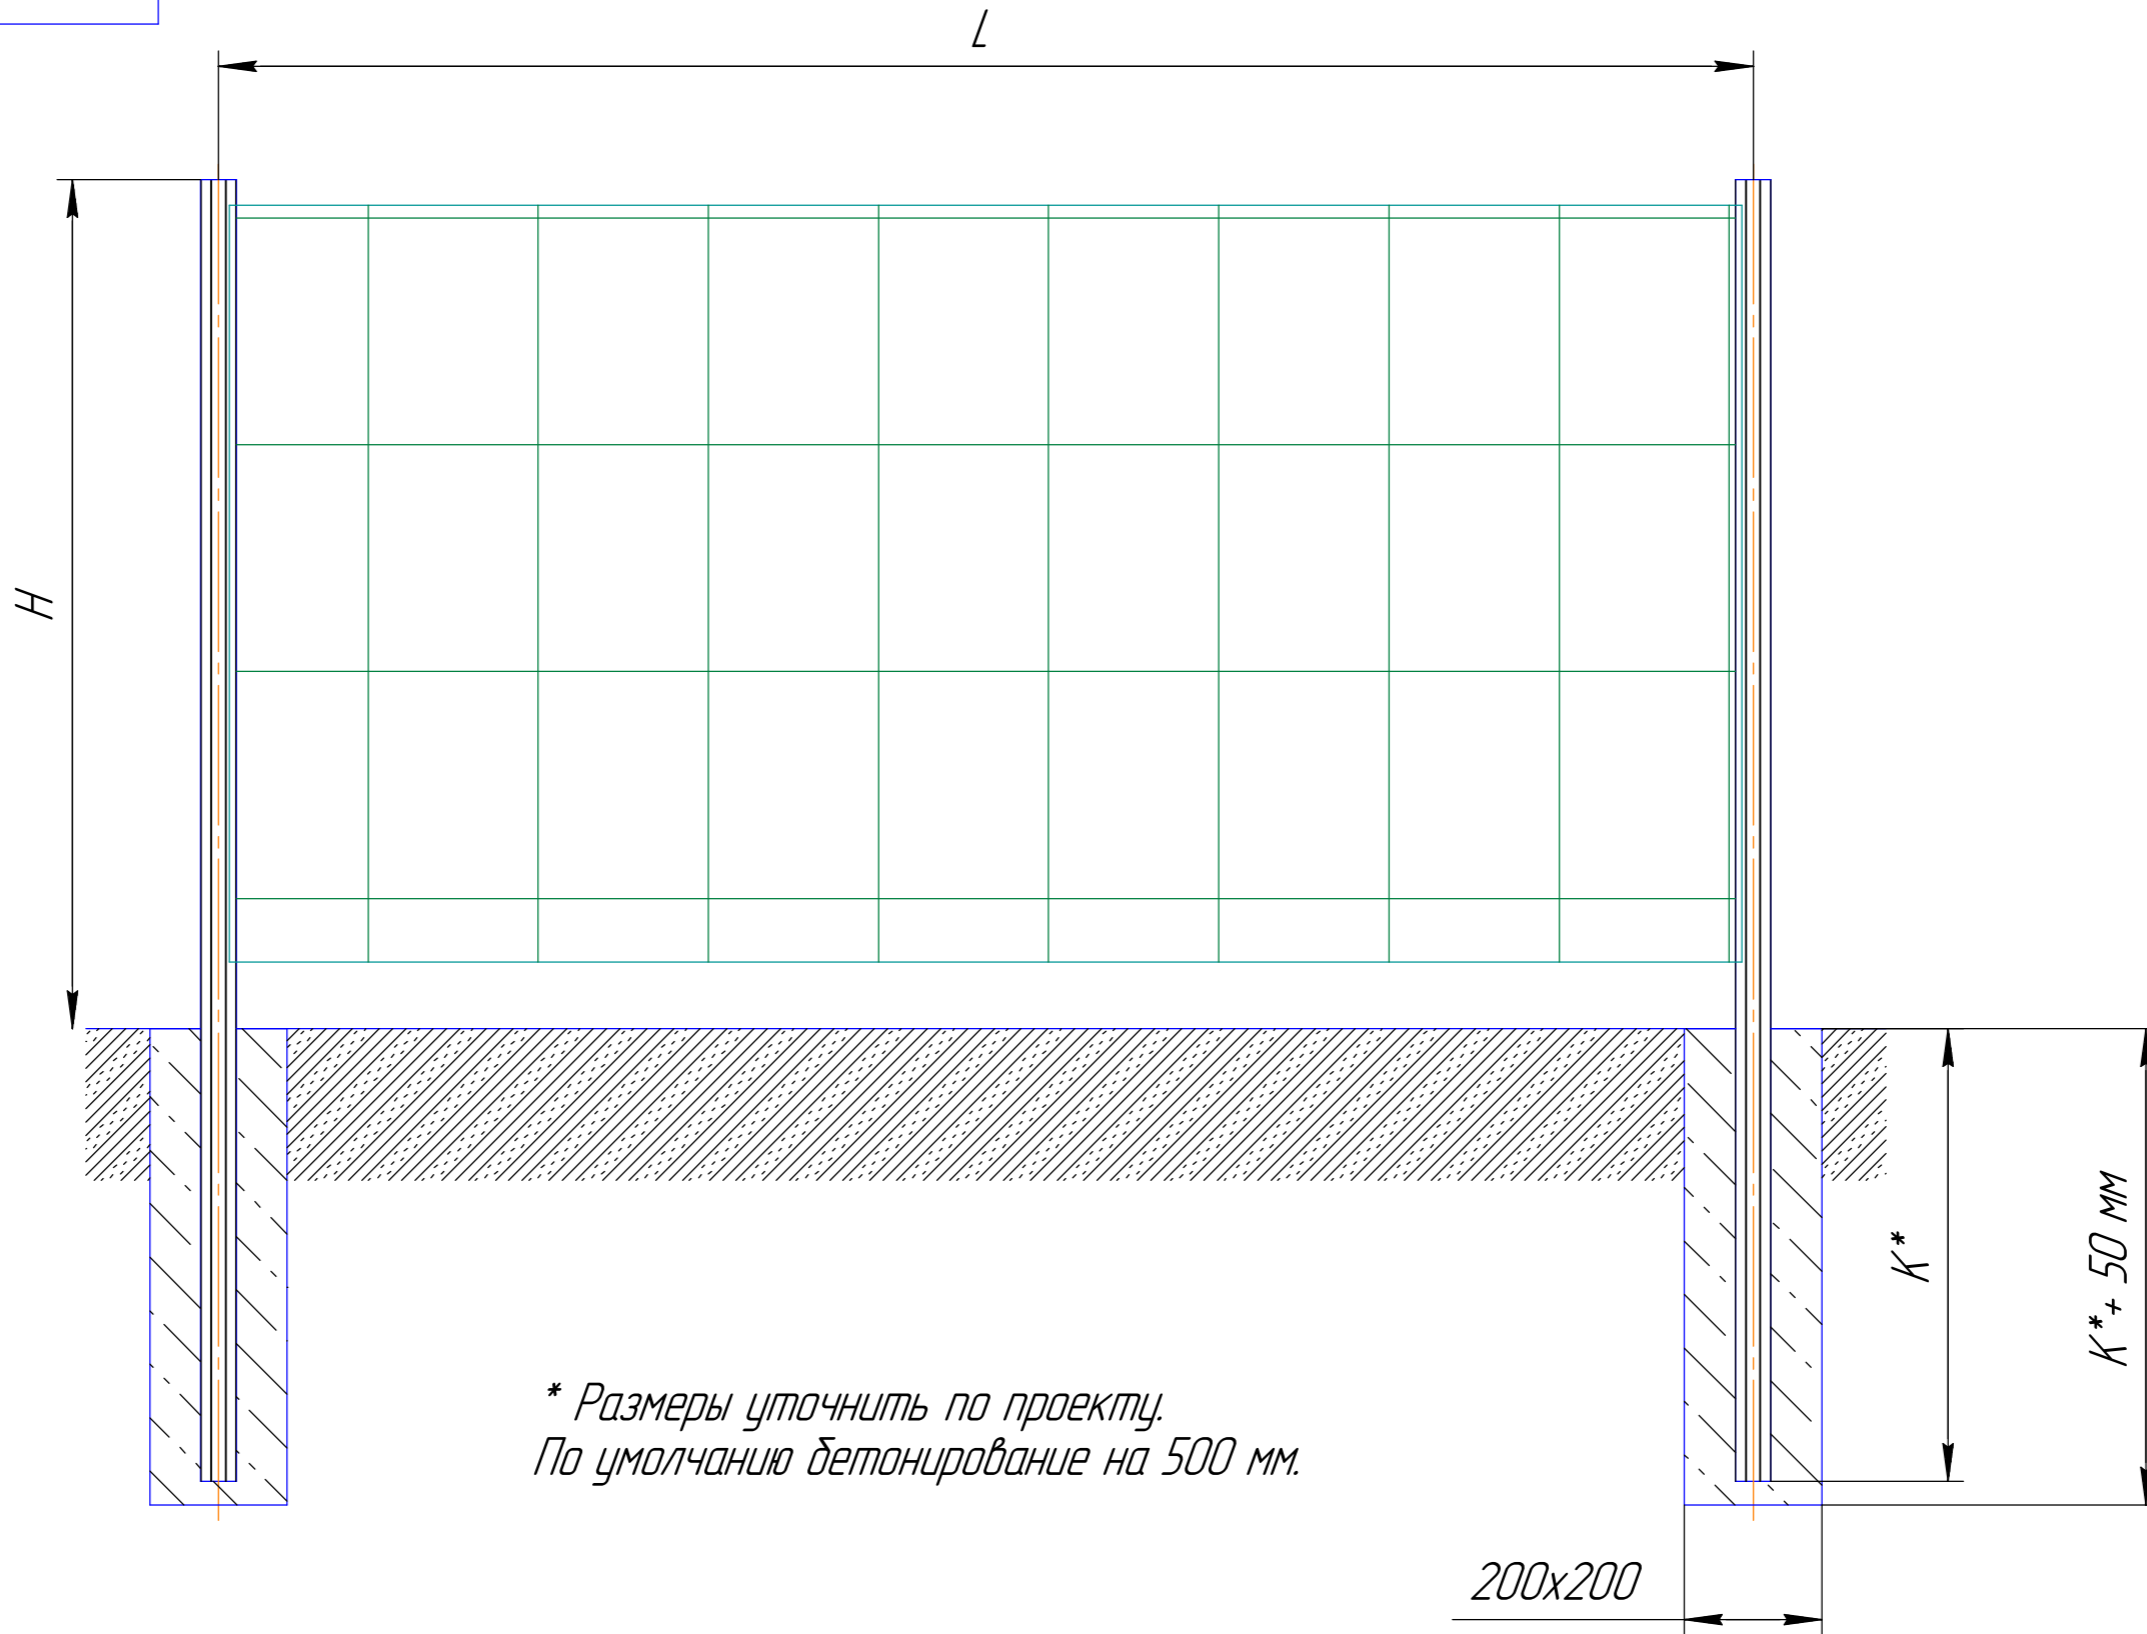 L
H
K*
K*+ 50 мм
* Размеры уточнить по проекту.
По умолчанию бетонирование на 500 мм.
200x200